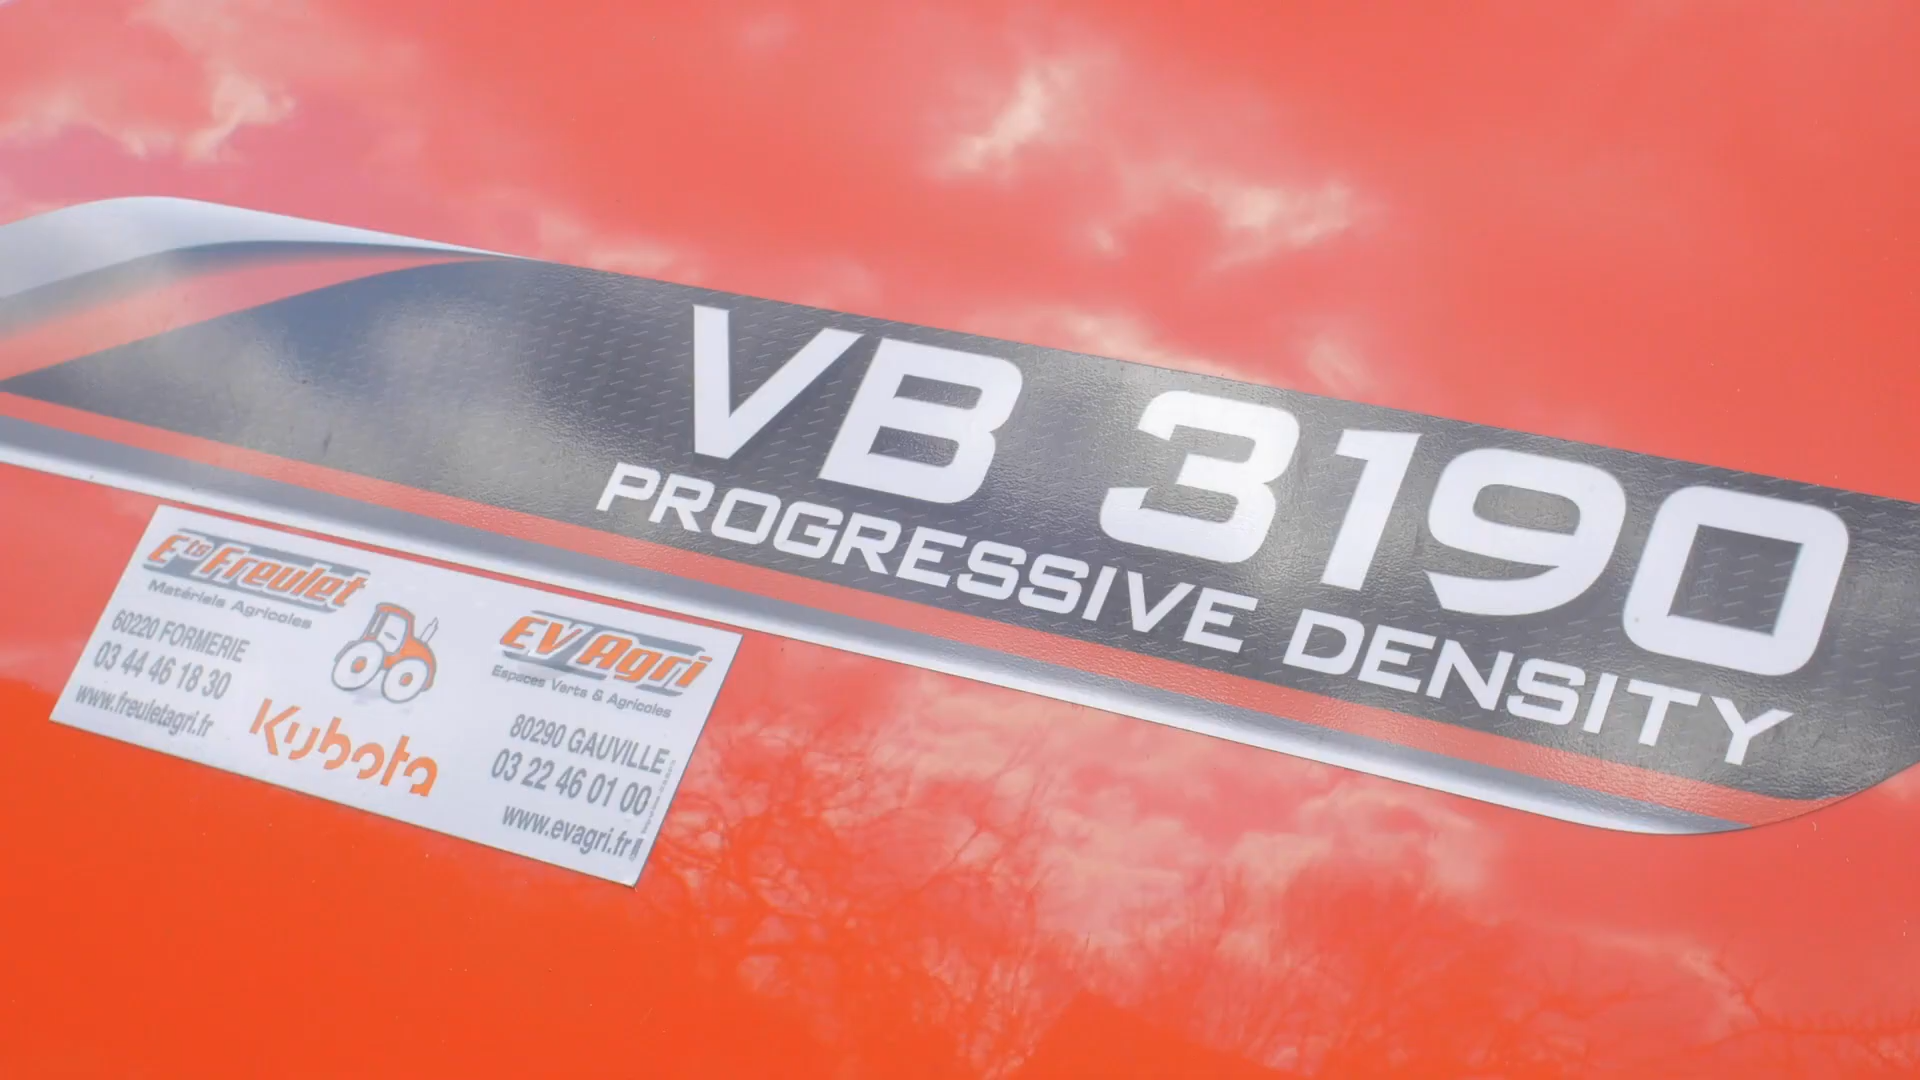 VB 3190
PROGRESSIVE DENSITY
Ets Freulet
Matériels Agricoles
60220 FORMERIE
03 44 46 18 30
www.freuletagri.fr
Kubota
EV Agri
Espaces Verts & Agricoles
80290 GAUVILLE
03 22 46 01 00
www.evagri.fr